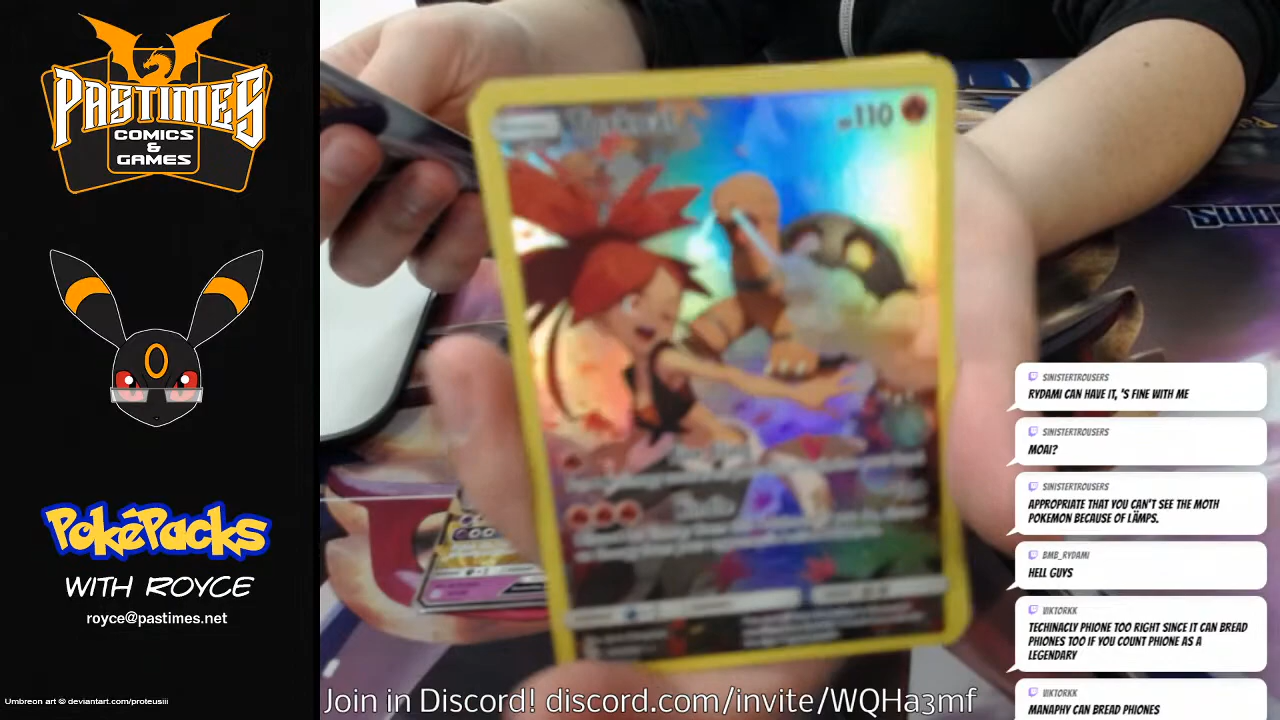 PASTIMES
COMICS
&
GAMES
PokéPacks
WITH ROYCE
royce@pastimes.net
Umbreon art © deviantart.com/proteusiii
110
SWO
SINISTERTROUSERS
RYDAMI CAN HAVE IT, 'S FINE WITH ME
SINISTERTROUSERS
MOAI?
SINISTERTROUSERS
APPROPRIATE THAT YOU CAN'T SEE THE MOTH
POKEMON BECAUSE OF LÄMPS.
BMB_RYDAMI
HELL GUYS
VIKTORKK
TECHINACLY PHIONE TOO RIGHT SINCE IT CAN BREAD
PHIONES TOO IF YOU COUNT PHIONE AS A
LEGENDARY
VIKTORKK
MANAPHY CAN BREAD PHIONES
Join in Discord! discord.com/invite/WQHa3mf